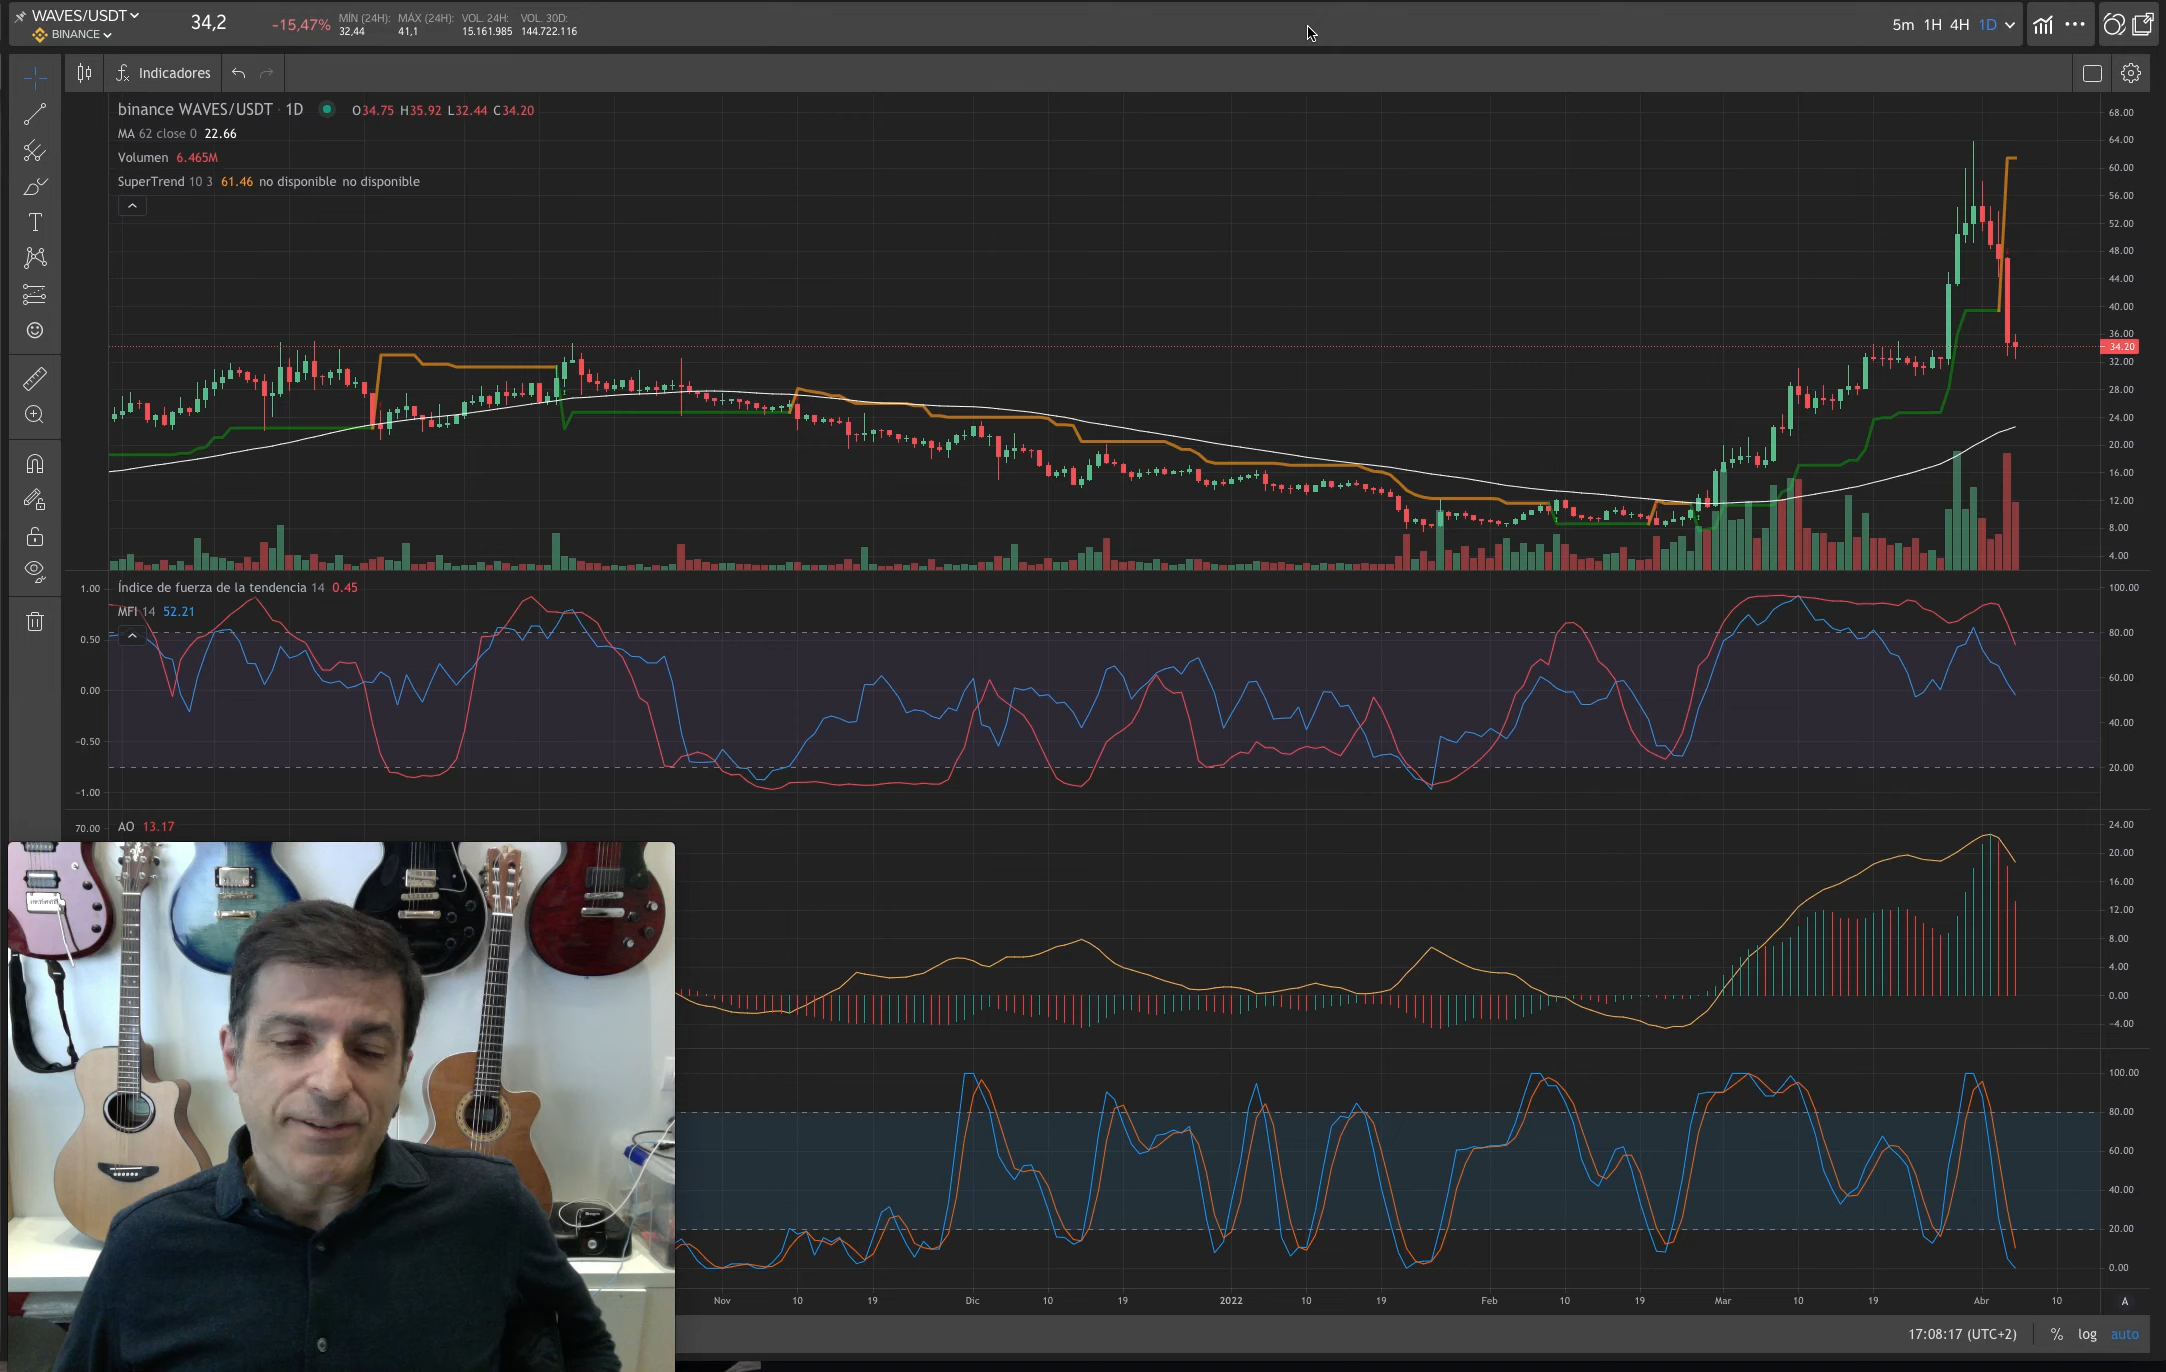 WAVES/USDT
BINANCE
34,2
-15,47%
MÍN (24H): MÁX (24H): VOL. 24H: VOL. 30D:
32,44 41,1 15.161.985 144.722.116
5m 1H 4H 1D
Indicadores
binance WAVES/USDT · 1D O34.75 H35.92 L32.44 C34.20
MA 62 close 0 22.66
Volumen 6.465M
SuperTrend 10 3 61.46 no disponible no disponible
68.00
64.00
60.00
56.00
52.00
48.00
44.00
40.00
36.00
34.20
32.00
28.00
24.00
20.00
16.00
12.00
8.00
4.00
Índice de fuerza de la tendencia 14 0.45
MFI 14 52.21
1.00
0.50
0.00
-0.50
-1.00
100.00
80.00
60.00
40.00
20.00
70.00
AO 13.17
24.00
20.00
16.00
12.00
8.00
4.00
0.00
-4.00
100.00
80.00
60.00
40.00
20.00
0.00
Nov 10 19 Dic 10 19 2022 10 19 Feb 10 19 Mar 10 19 Abr 10
A
17:08:17 (UTC+2) % log auto